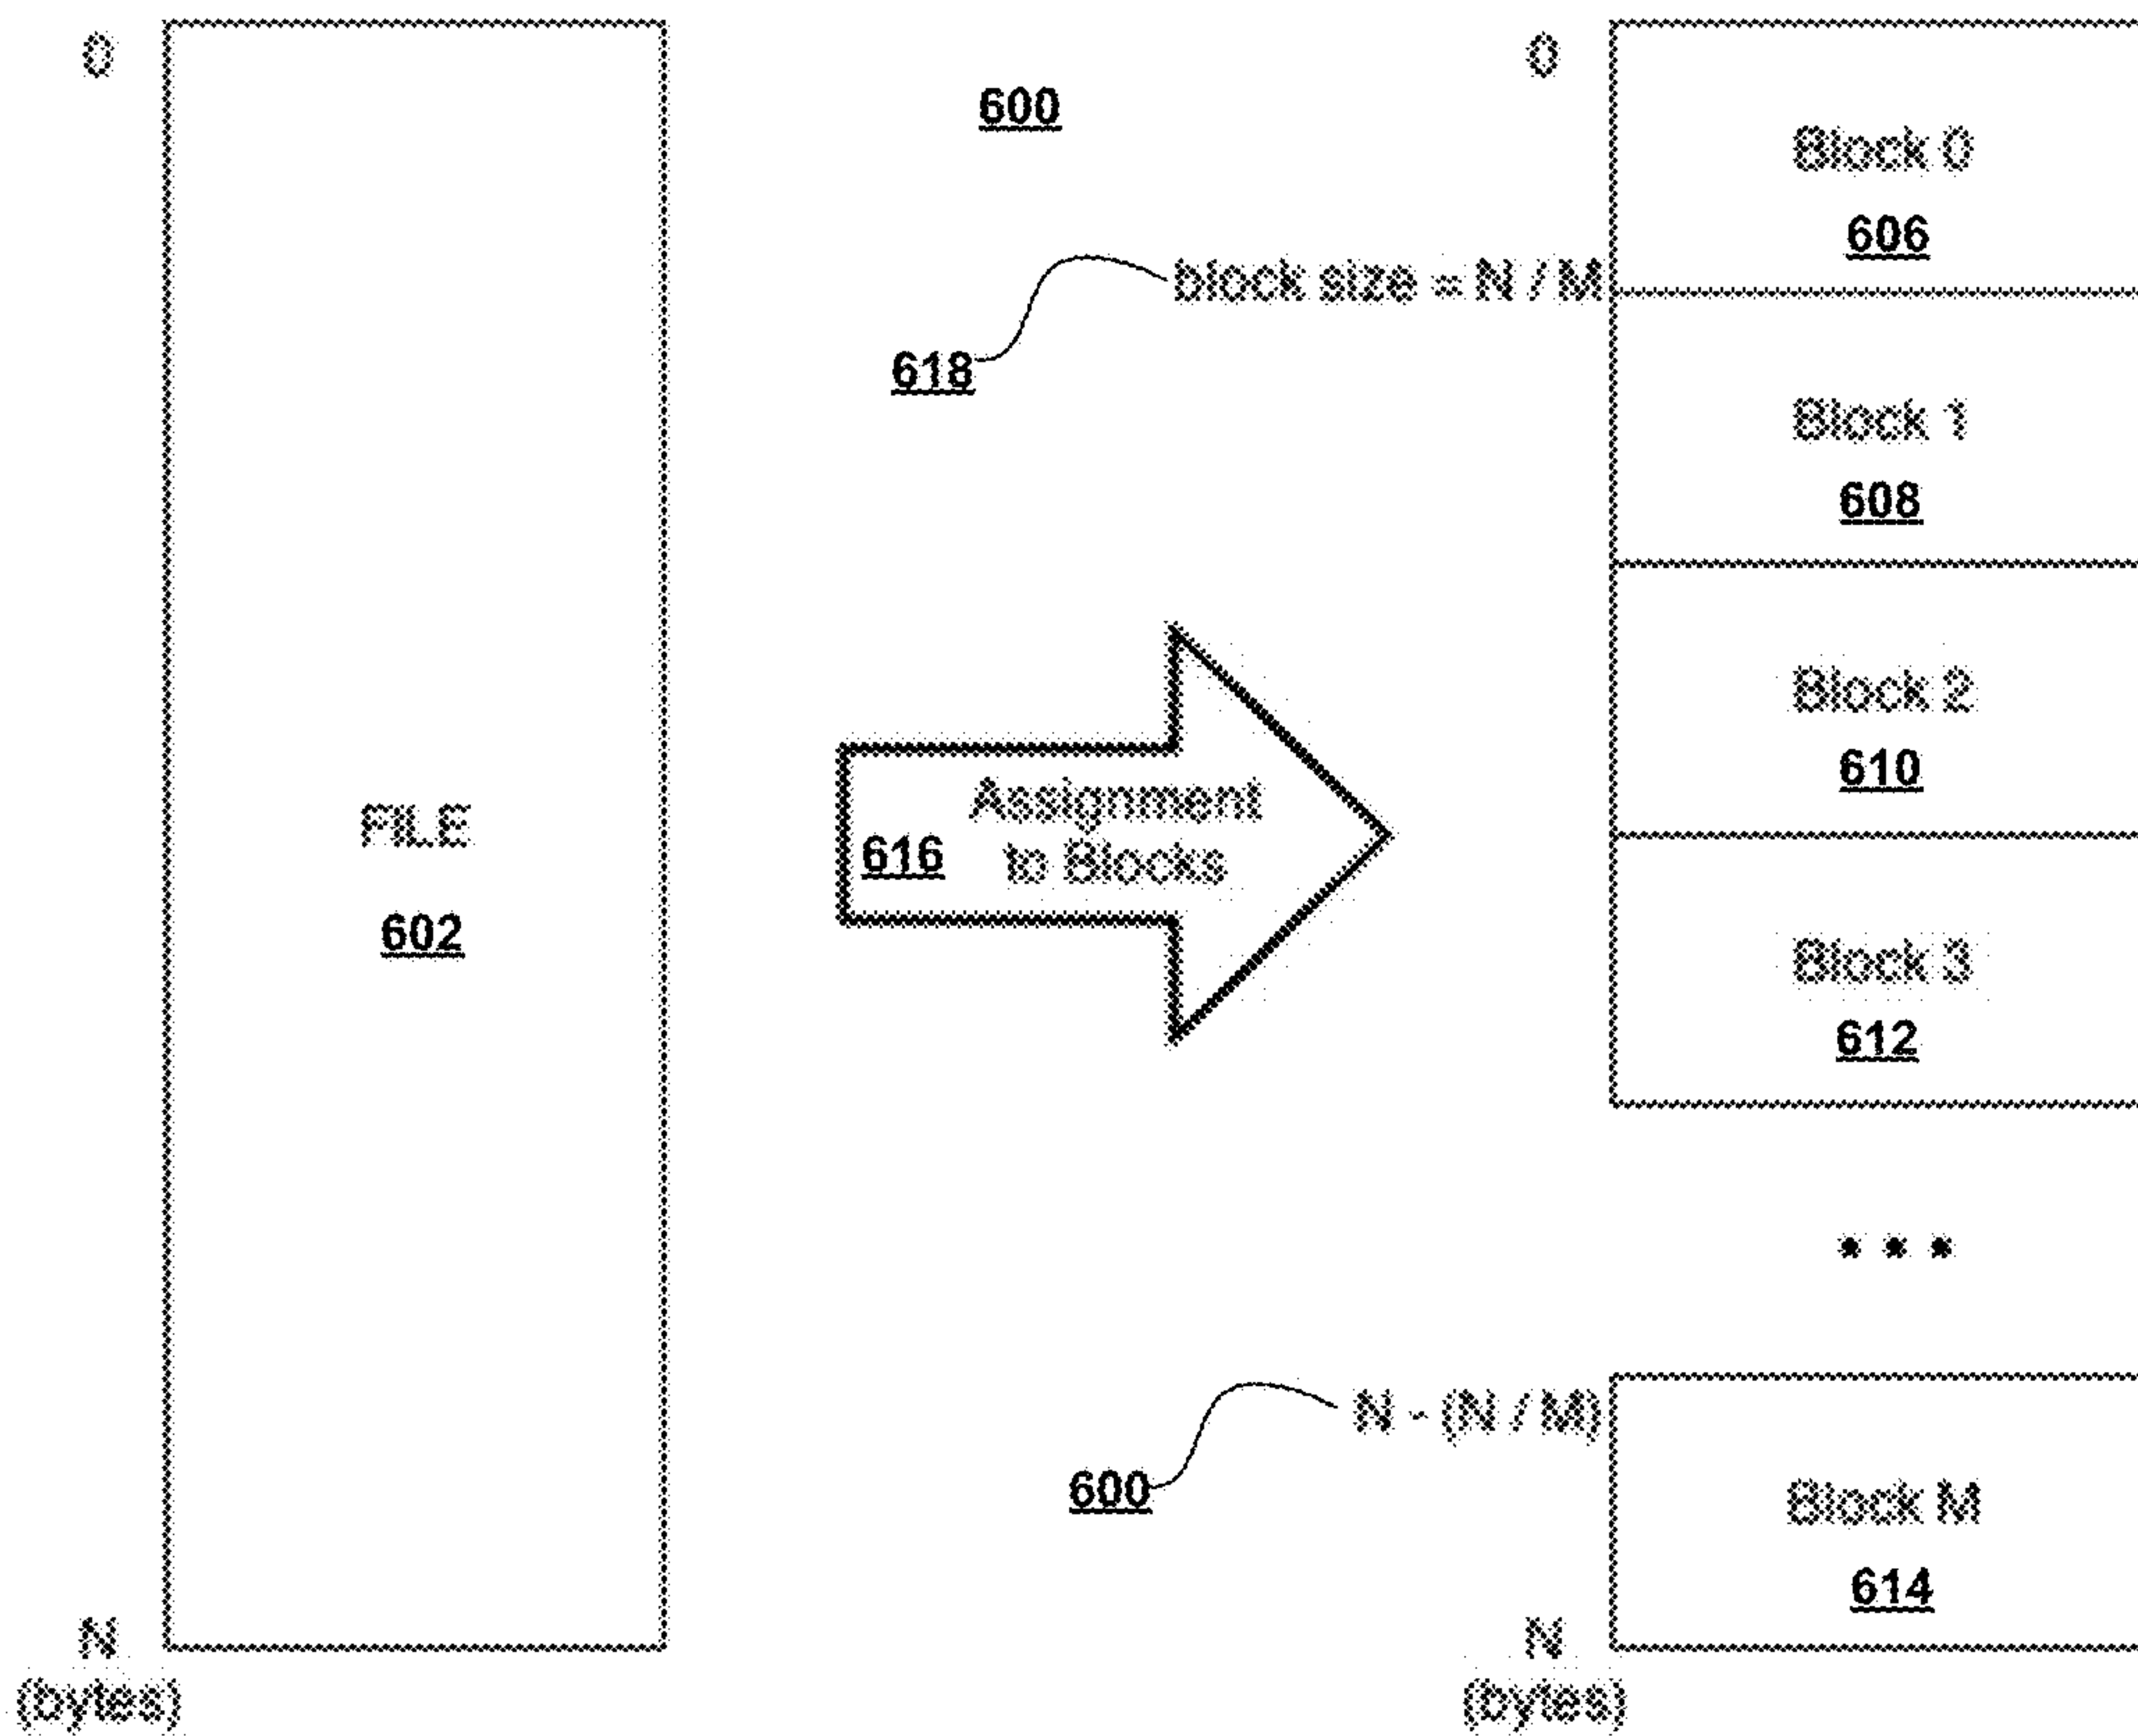 0
FILE
602
N
(bytes)
600
618
616
Assignment
to Blocks
0
Block 0
606
block size = N / M
Block 1
608
Block 2
610
Block 3
612
• • •
N - (N / M)
600
Block M
614
N
(bytes)